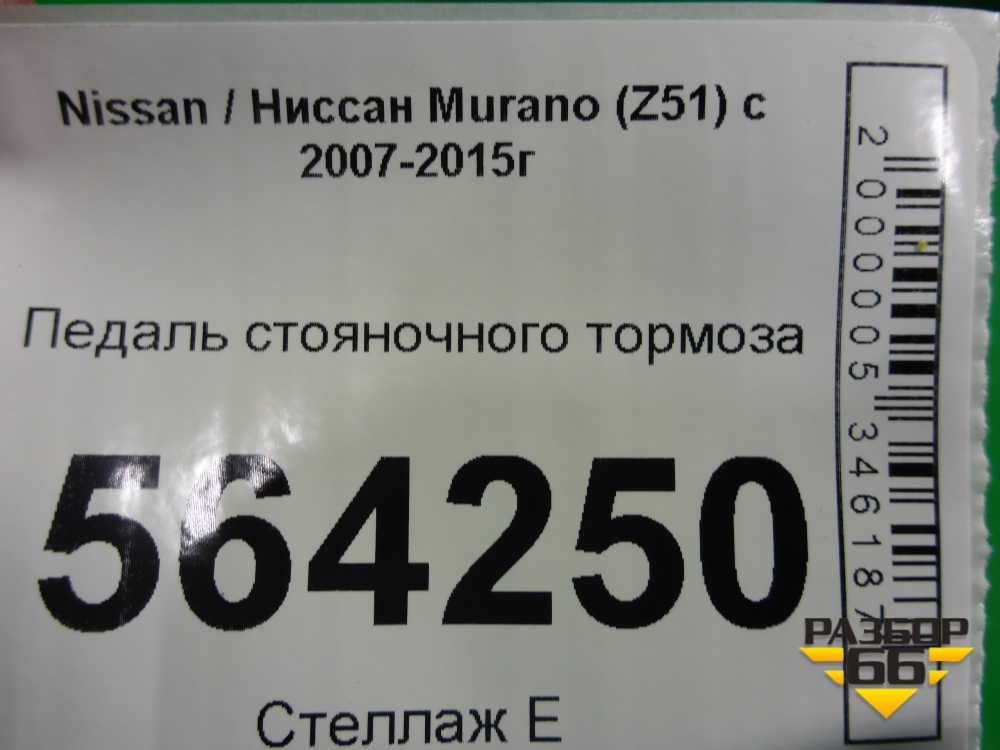 Nissan / Ниссан Murano (Z51) с
2007-2015г
Педаль стояночного тормоза
564250
Стеллаж Е
2000005346187
РАЗБОР
66